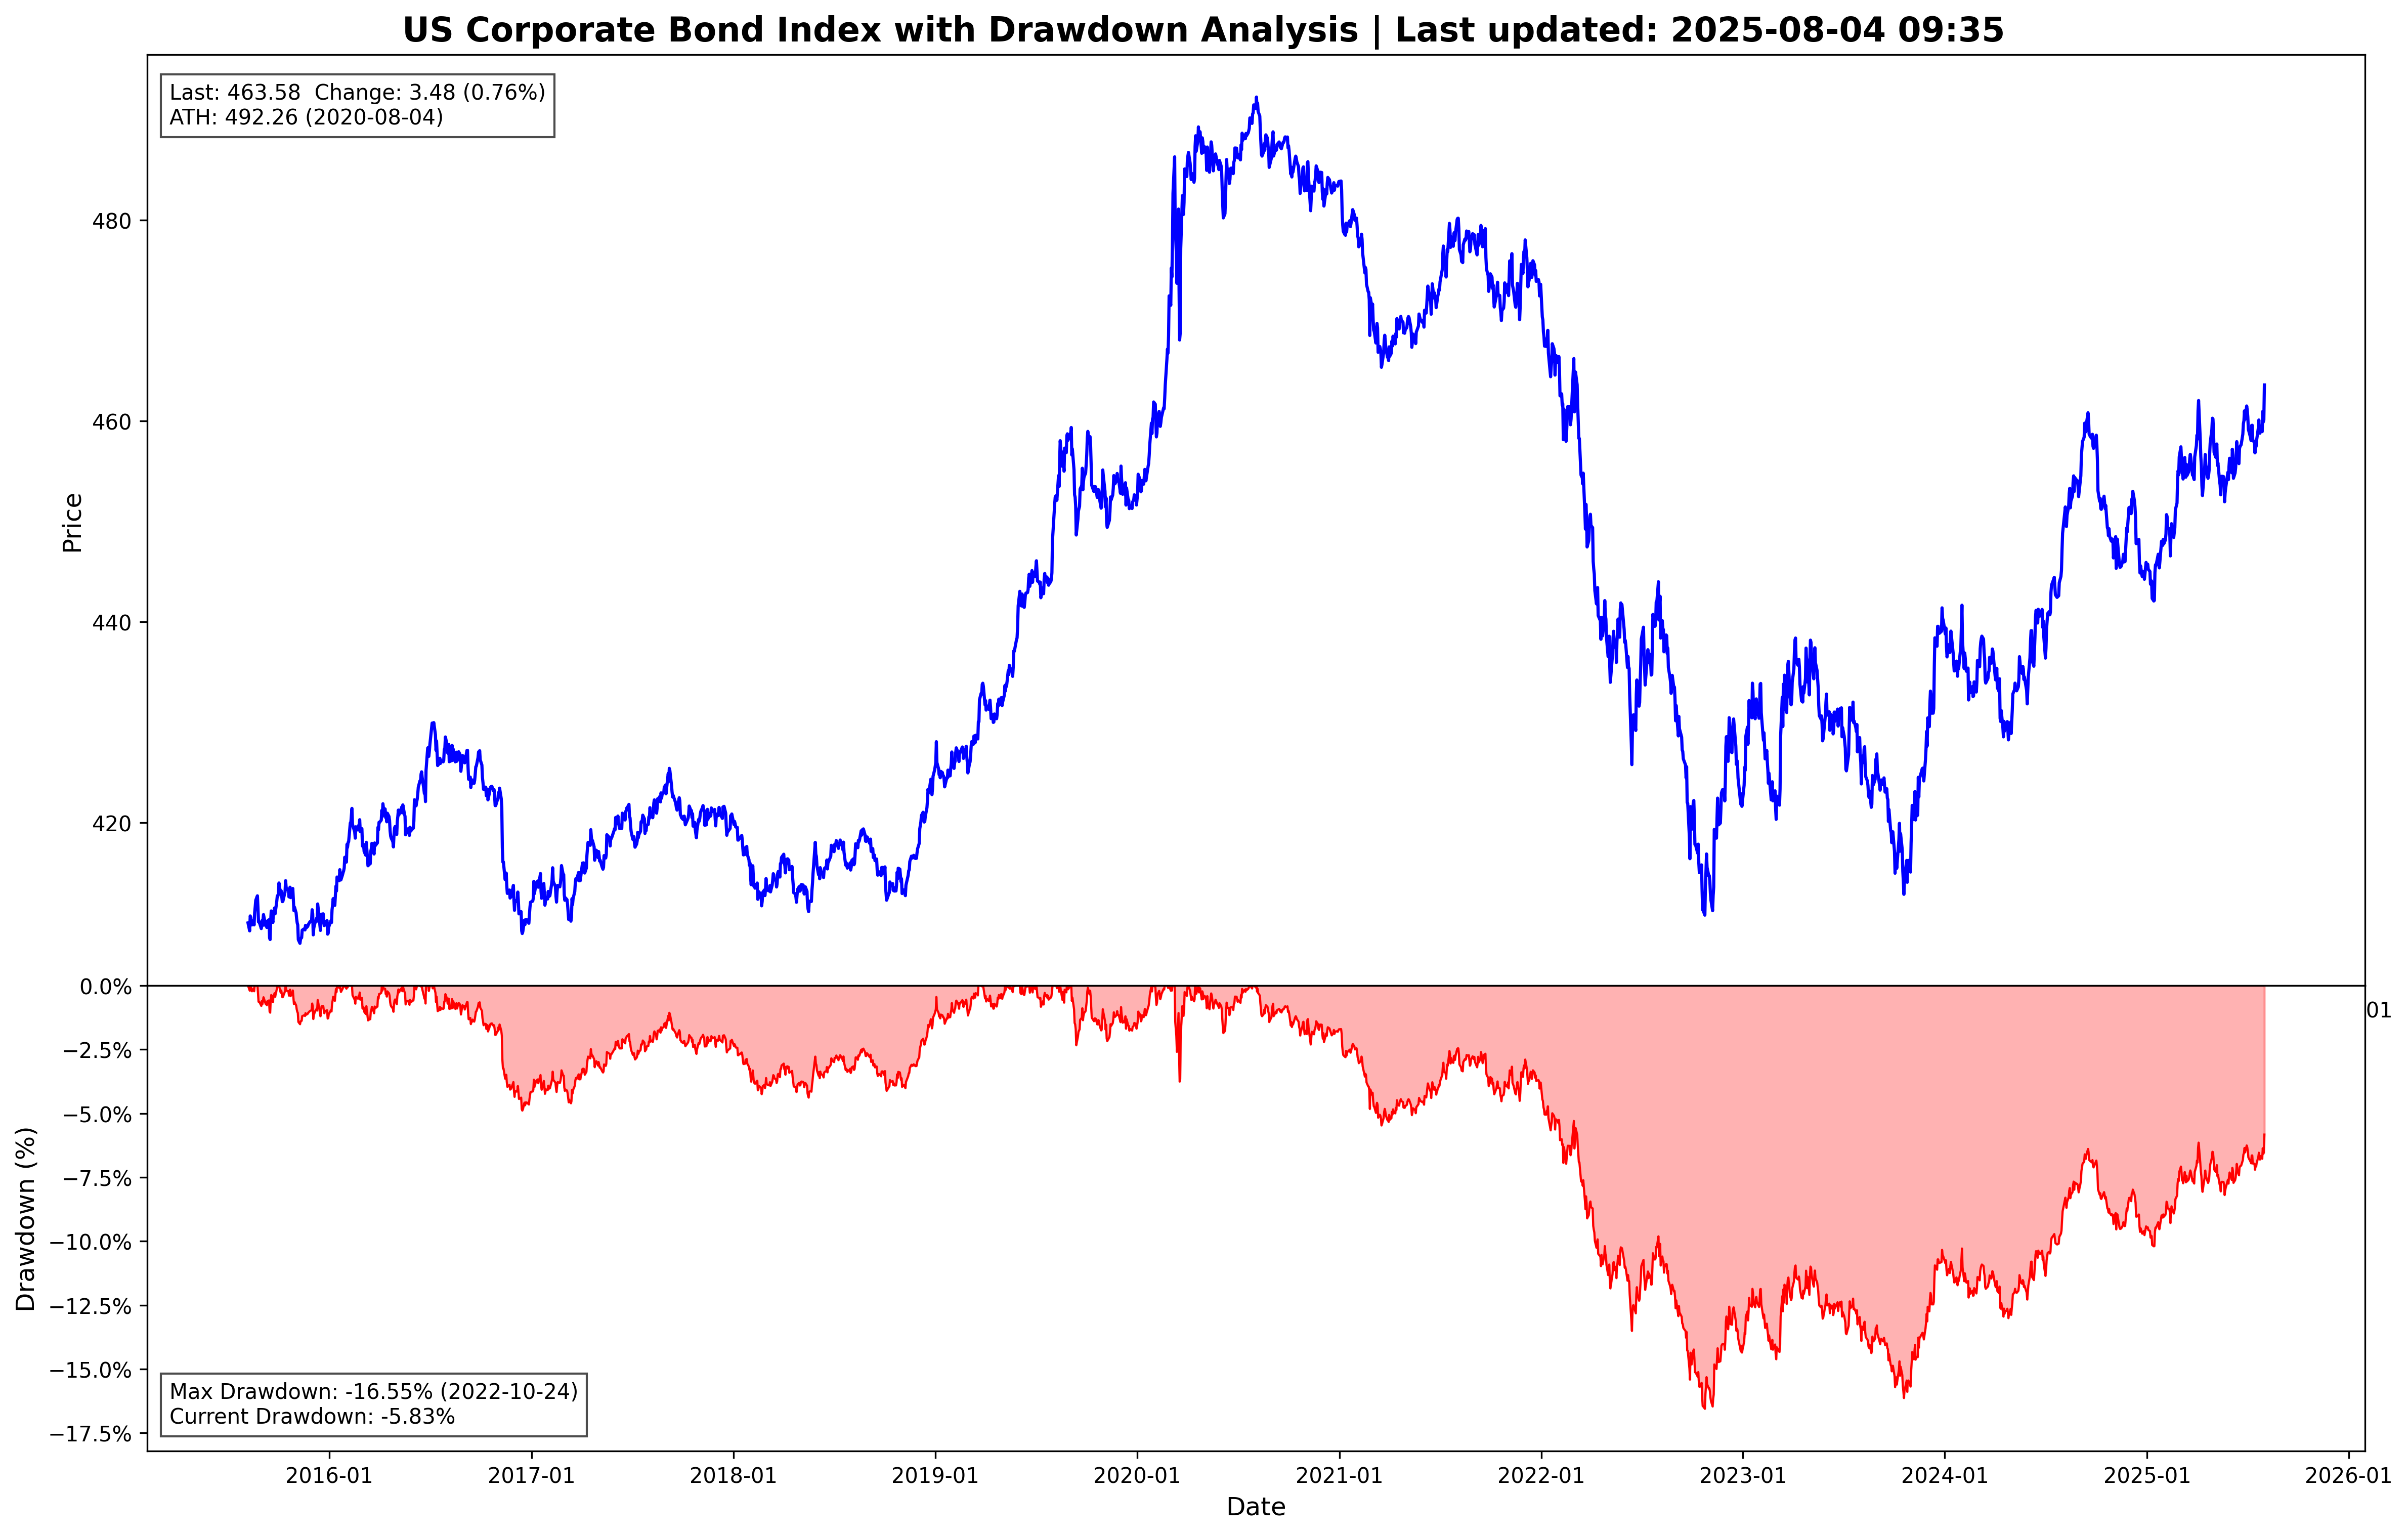 US Corporate Bond Index with Drawdown Analysis | Last updated: 2025-08-04 09:35
Last: 463.58  Change: 3.48 (0.76%)
ATH: 492.26 (2020-08-04)
480
460
440
420
Price
0.0%
01
−2.5%
−5.0%
−7.5%
−10.0%
−12.5%
−15.0%
−17.5%
Drawdown (%)
Max Drawdown: -16.55% (2022-10-24)
Current Drawdown: -5.83%
2016-01 2017-01 2018-01 2019-01 2020-01 2021-01 2022-01 2023-01 2024-01 2025-01 2026-01
Date